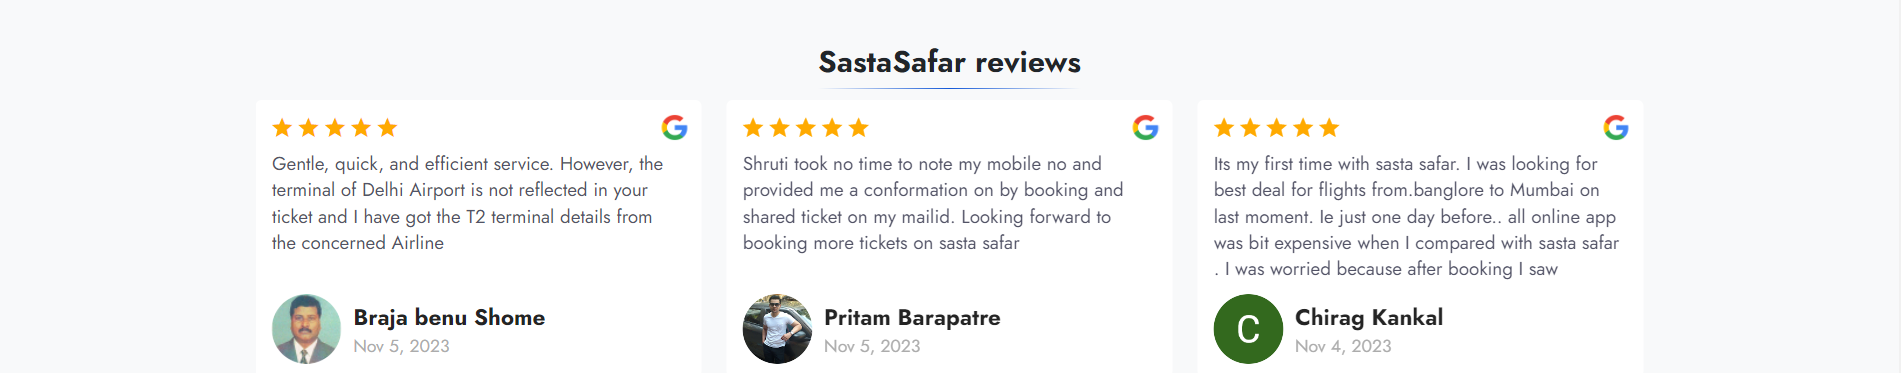 SastaSafar reviews
Gentle, quick, and efficient service. However, the
terminal of Delhi Airport is not reflected in your
ticket and I have got the T2 terminal details from
the concerned Airline
Braja benu Shome
Nov 5, 2023
Shruti took no time to note my mobile no and
provided me a conformation on by booking and
shared ticket on my mailid. Looking forward to
booking more tickets on sasta safar
Pritam Barapatre
Nov 5, 2023
Its my first time with sasta safar. I was looking for
best deal for flights from.banglore to Mumbai on
last moment. Ie just one day before.. all online app
was bit expensive when I compared with sasta safar
. I was worried because after booking I saw
C
Chirag Kankal
Nov 4, 2023